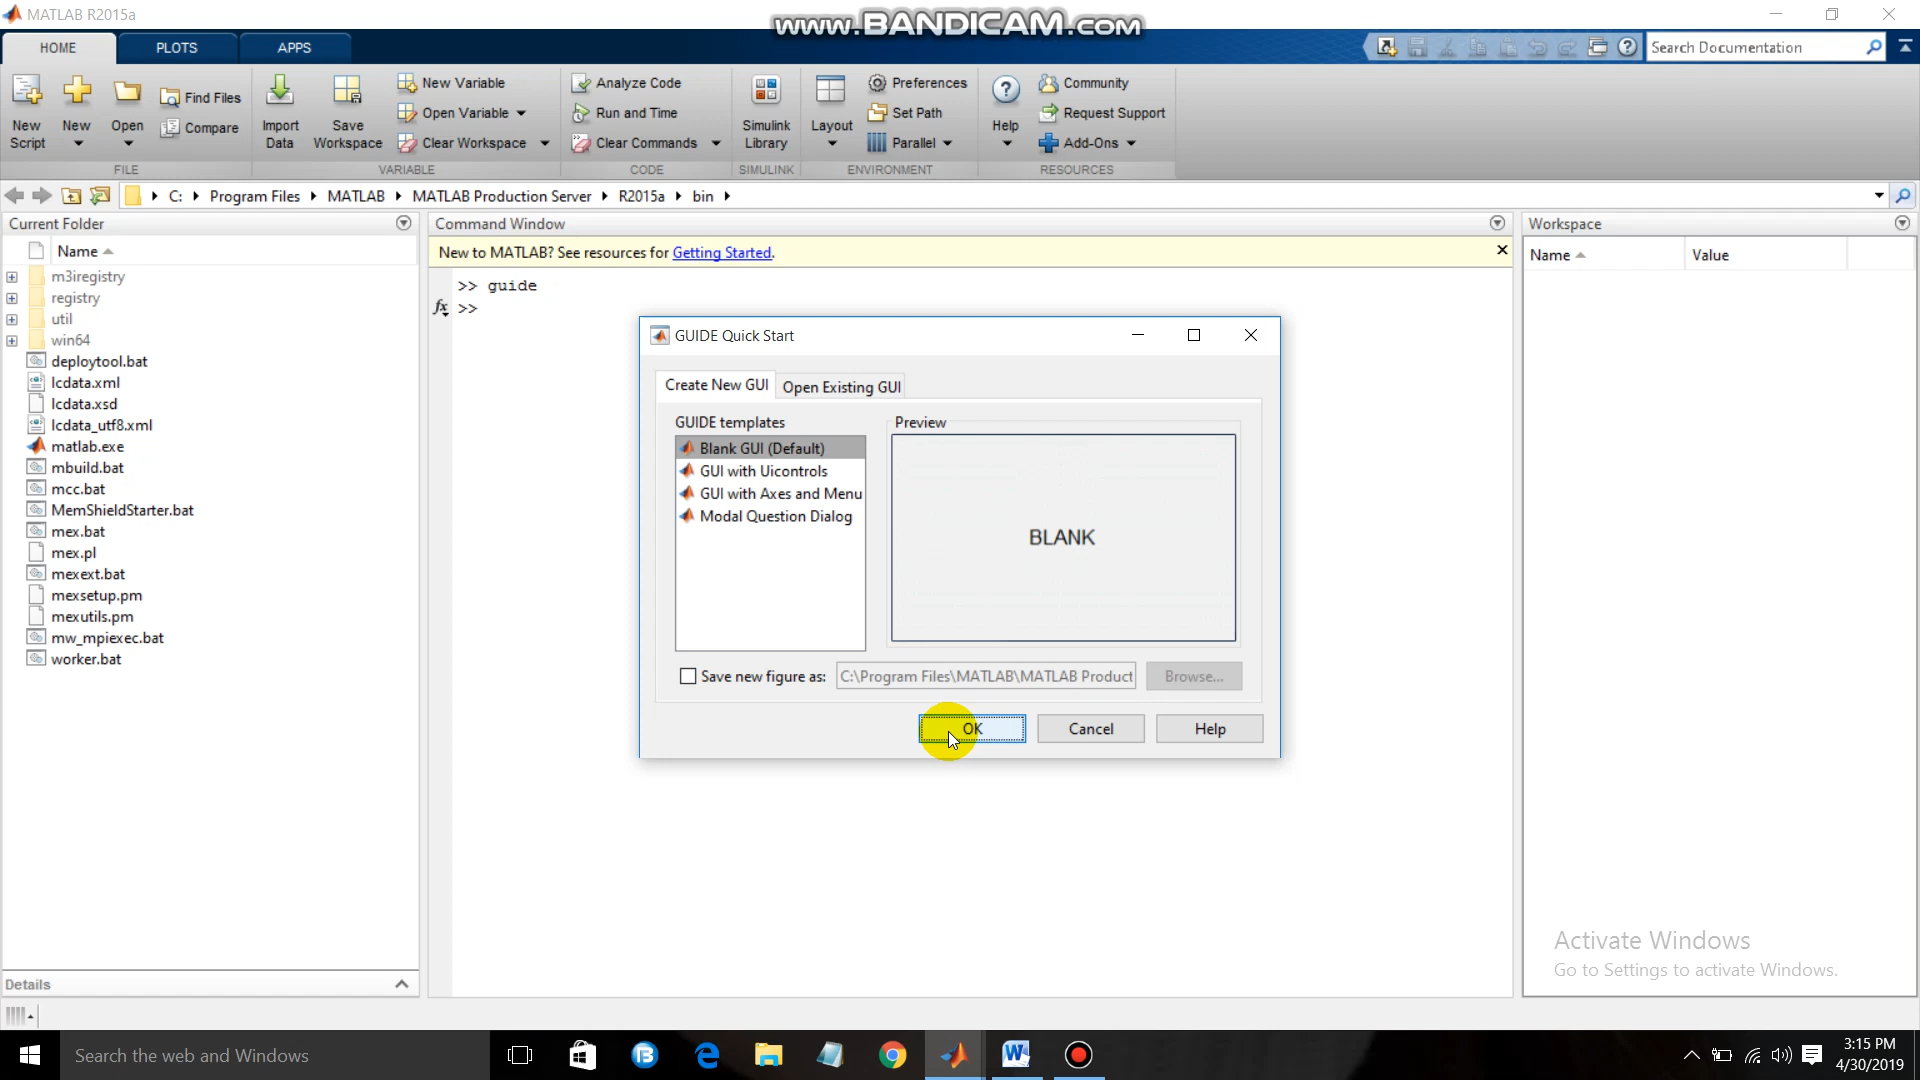 MATLAB R2015a
www.BANDICAM.com
HOME
PLOTS
APPS
Search Documentation
New Script
New
Open
Find Files
Compare
FILE
Import Data
Save Workspace
New Variable
Open Variable
Clear Workspace
VARIABLE
Analyze Code
Run and Time
Clear Commands
CODE
Simulink Library
SIMULINK
Layout
Preferences
Set Path
Parallel
ENVIRONMENT
Help
Community
Request Support
Add-Ons
RESOURCES
C: Program Files MATLAB MATLAB Production Server R2015a bin
Current Folder
Name
m3iregistry
registry
util
win64
deploytool.bat
lcdata.xml
lcdata.xsd
lcdata_utf8.xml
matlab.exe
mbuild.bat
mcc.bat
MemShieldStarter.bat
mex.bat
mex.pl
mexext.bat
mexsetup.pm
mexutils.pm
mw_mpiexec.bat
worker.bat
Details
Command Window
New to MATLAB? See resources for Getting Started.
>> guide
fx >>
GUIDE Quick Start
Create New GUI
Open Existing GUI
GUIDE templates
Blank GUI (Default)
GUI with Uicontrols
GUI with Axes and Menu
Modal Question Dialog
Preview
BLANK
Save new figure as:
C:\Program Files\MATLAB\MATLAB Product
Browse...
OK
Cancel
Help
Workspace
Name
Value
Activate Windows
Go to Settings to activate Windows.
Search the web and Windows
3:15 PM
4/30/2019